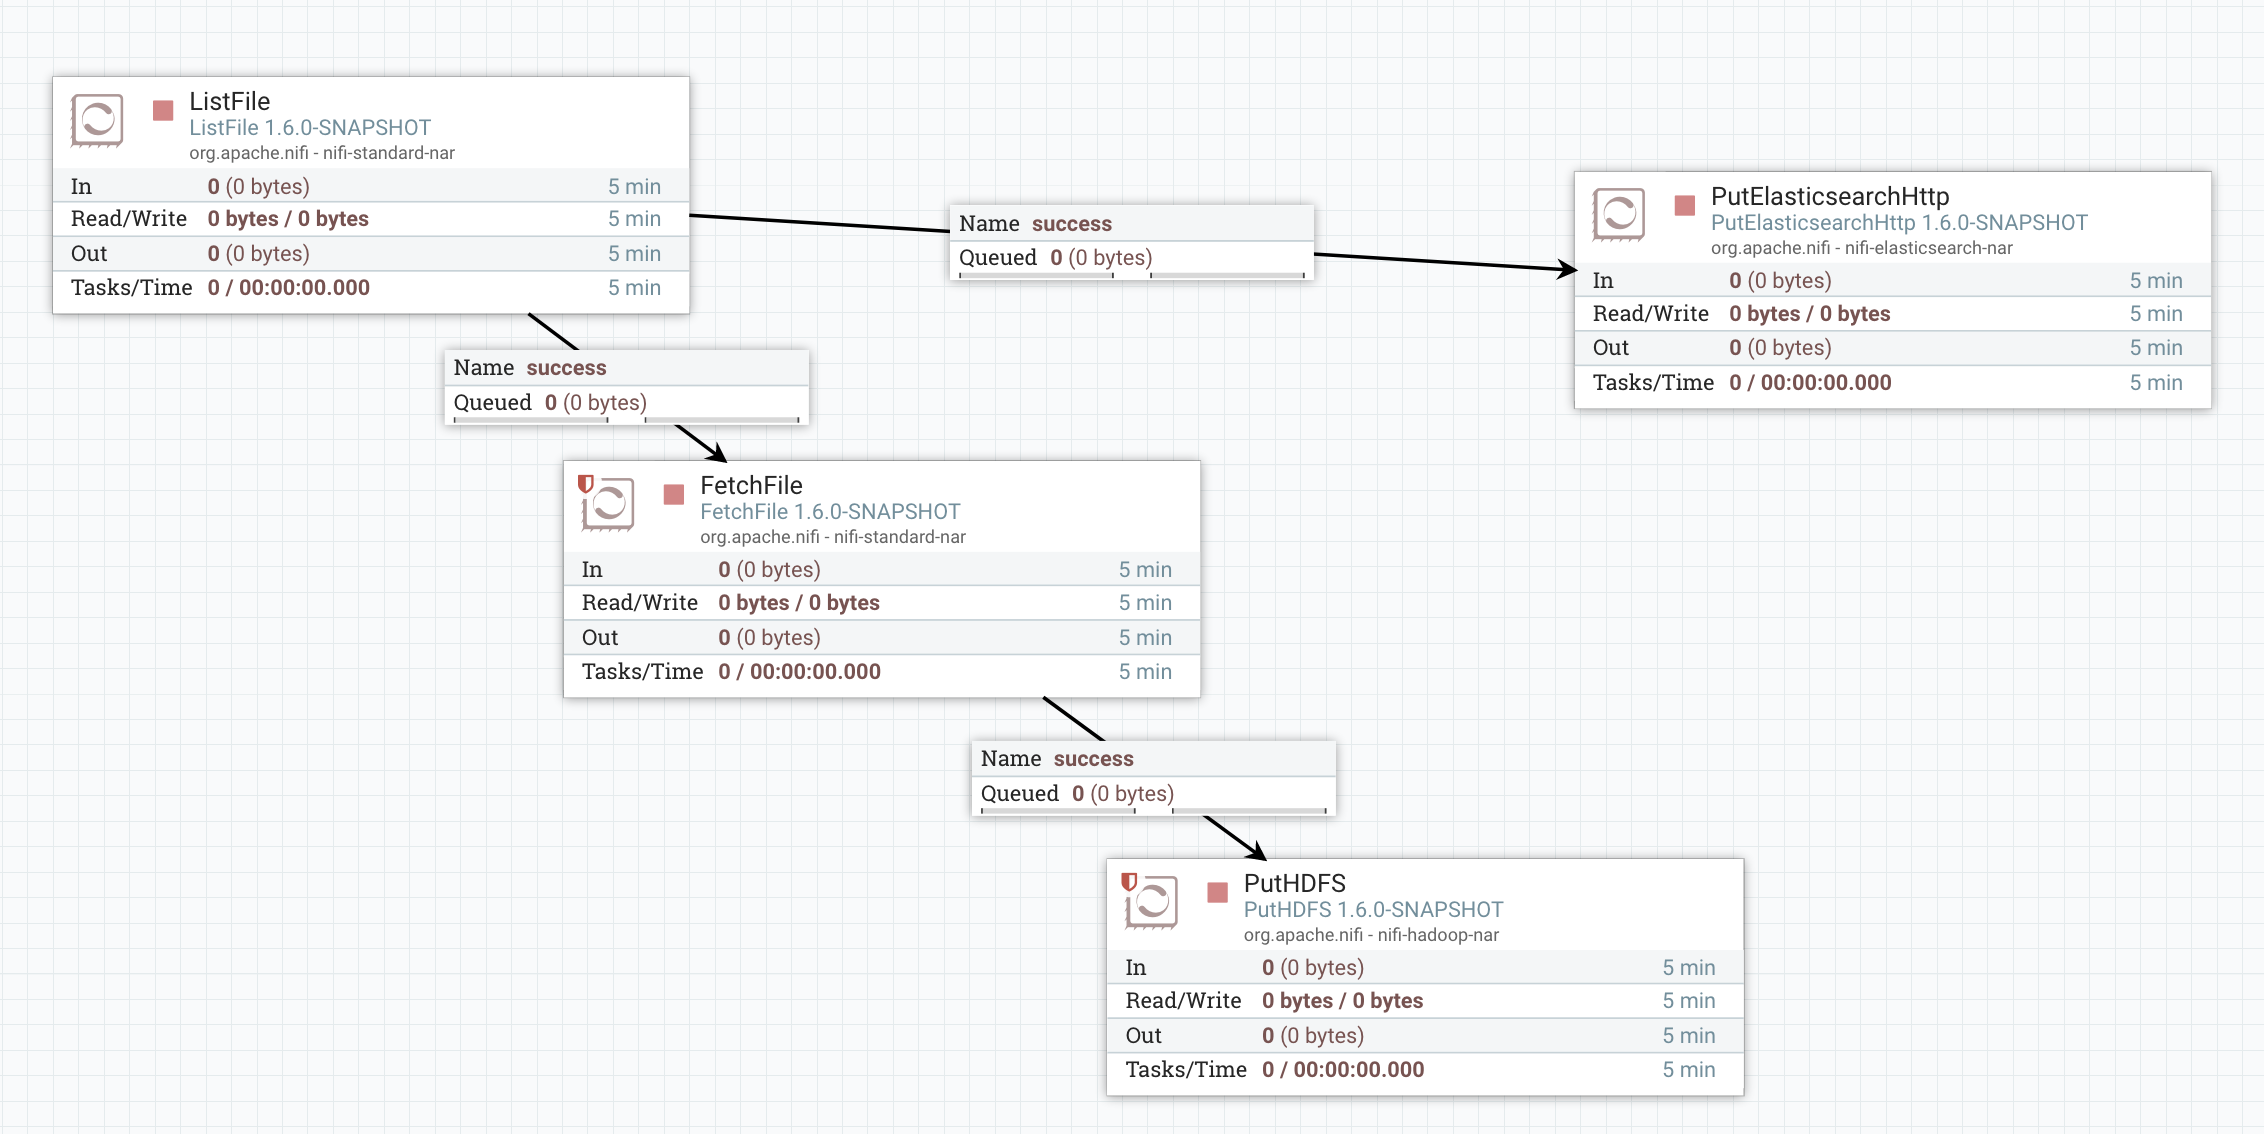 ListFile
ListFile 1.6.0-SNAPSHOT
org.apache.nifi - nifi-standard-nar
In 0 (0 bytes) 5 min
Read/Write 0 bytes / 0 bytes 5 min
Out 0 (0 bytes) 5 min
Tasks/Time 0 / 00:00:00.000 5 min
Name success
Queued 0 (0 bytes)
PutElasticsearchHttp
PutElasticsearchHttp 1.6.0-SNAPSHOT
org.apache.nifi - nifi-elasticsearch-nar
In 0 (0 bytes) 5 min
Read/Write 0 bytes / 0 bytes 5 min
Out 0 (0 bytes) 5 min
Tasks/Time 0 / 00:00:00.000 5 min
Name success
Queued 0 (0 bytes)
FetchFile
FetchFile 1.6.0-SNAPSHOT
org.apache.nifi - nifi-standard-nar
In 0 (0 bytes) 5 min
Read/Write 0 bytes / 0 bytes 5 min
Out 0 (0 bytes) 5 min
Tasks/Time 0 / 00:00:00.000 5 min
Name success
Queued 0 (0 bytes)
PutHDFS
PutHDFS 1.6.0-SNAPSHOT
org.apache.nifi - nifi-hadoop-nar
In 0 (0 bytes) 5 min
Read/Write 0 bytes / 0 bytes 5 min
Out 0 (0 bytes) 5 min
Tasks/Time 0 / 00:00:00.000 5 min